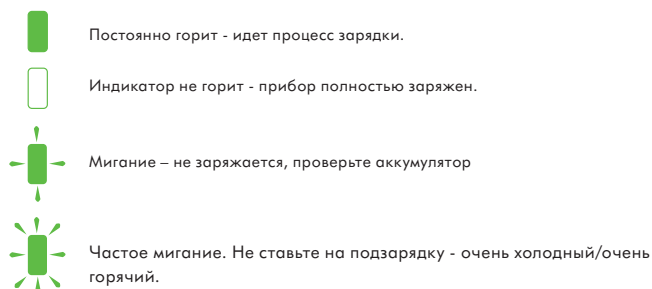 Постоянно горит - идет процесс зарядки.
Индикатор не горит - прибор полностью заряжен.
Мигание – не заряжается, проверьте аккумулятор
Частое мигание. Не ставьте на подзарядку - очень холодный/очень
горячий.